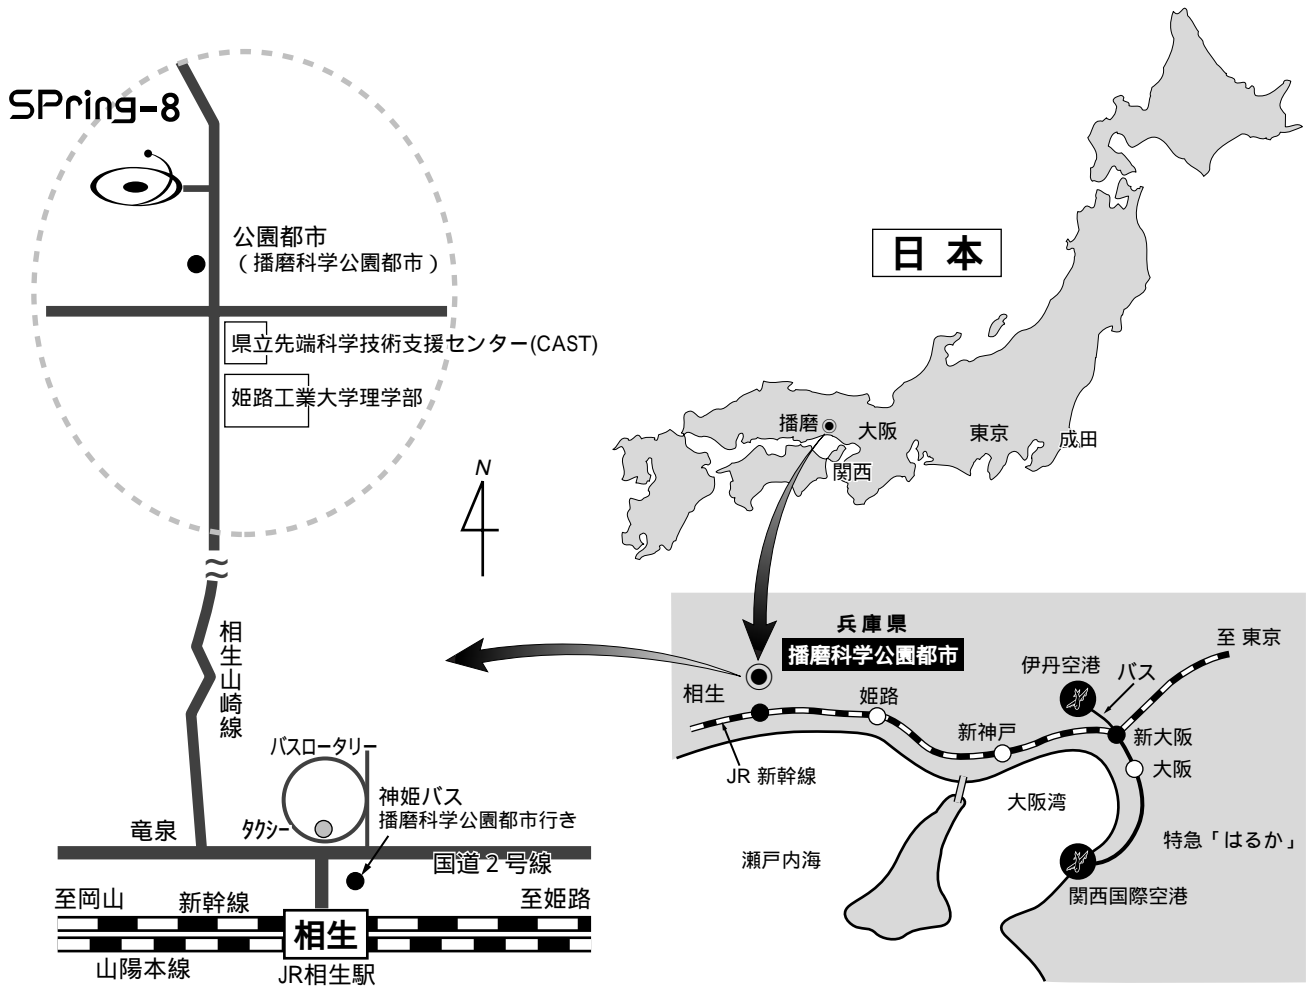 SPring-8
公園都市
（播磨科学公園都市）
県立先端科学技術支援センター(CAST)
姫路工業大学理学部
N
相生山崎線
バスロータリー
タクシー
神姫バス
播磨科学公園都市行き
竜泉
国道２号線
至岡山
新幹線
至姫路
相生
山陽本線
JR相生駅
日本
播磨
大阪
関西
東京
成田
兵庫県
播磨科学公園都市
相生
姫路
新神戸
JR 新幹線
伊丹空港
バス
至 東京
新大阪
大阪
大阪湾
瀬戸内海
特急「はるか」
関西国際空港